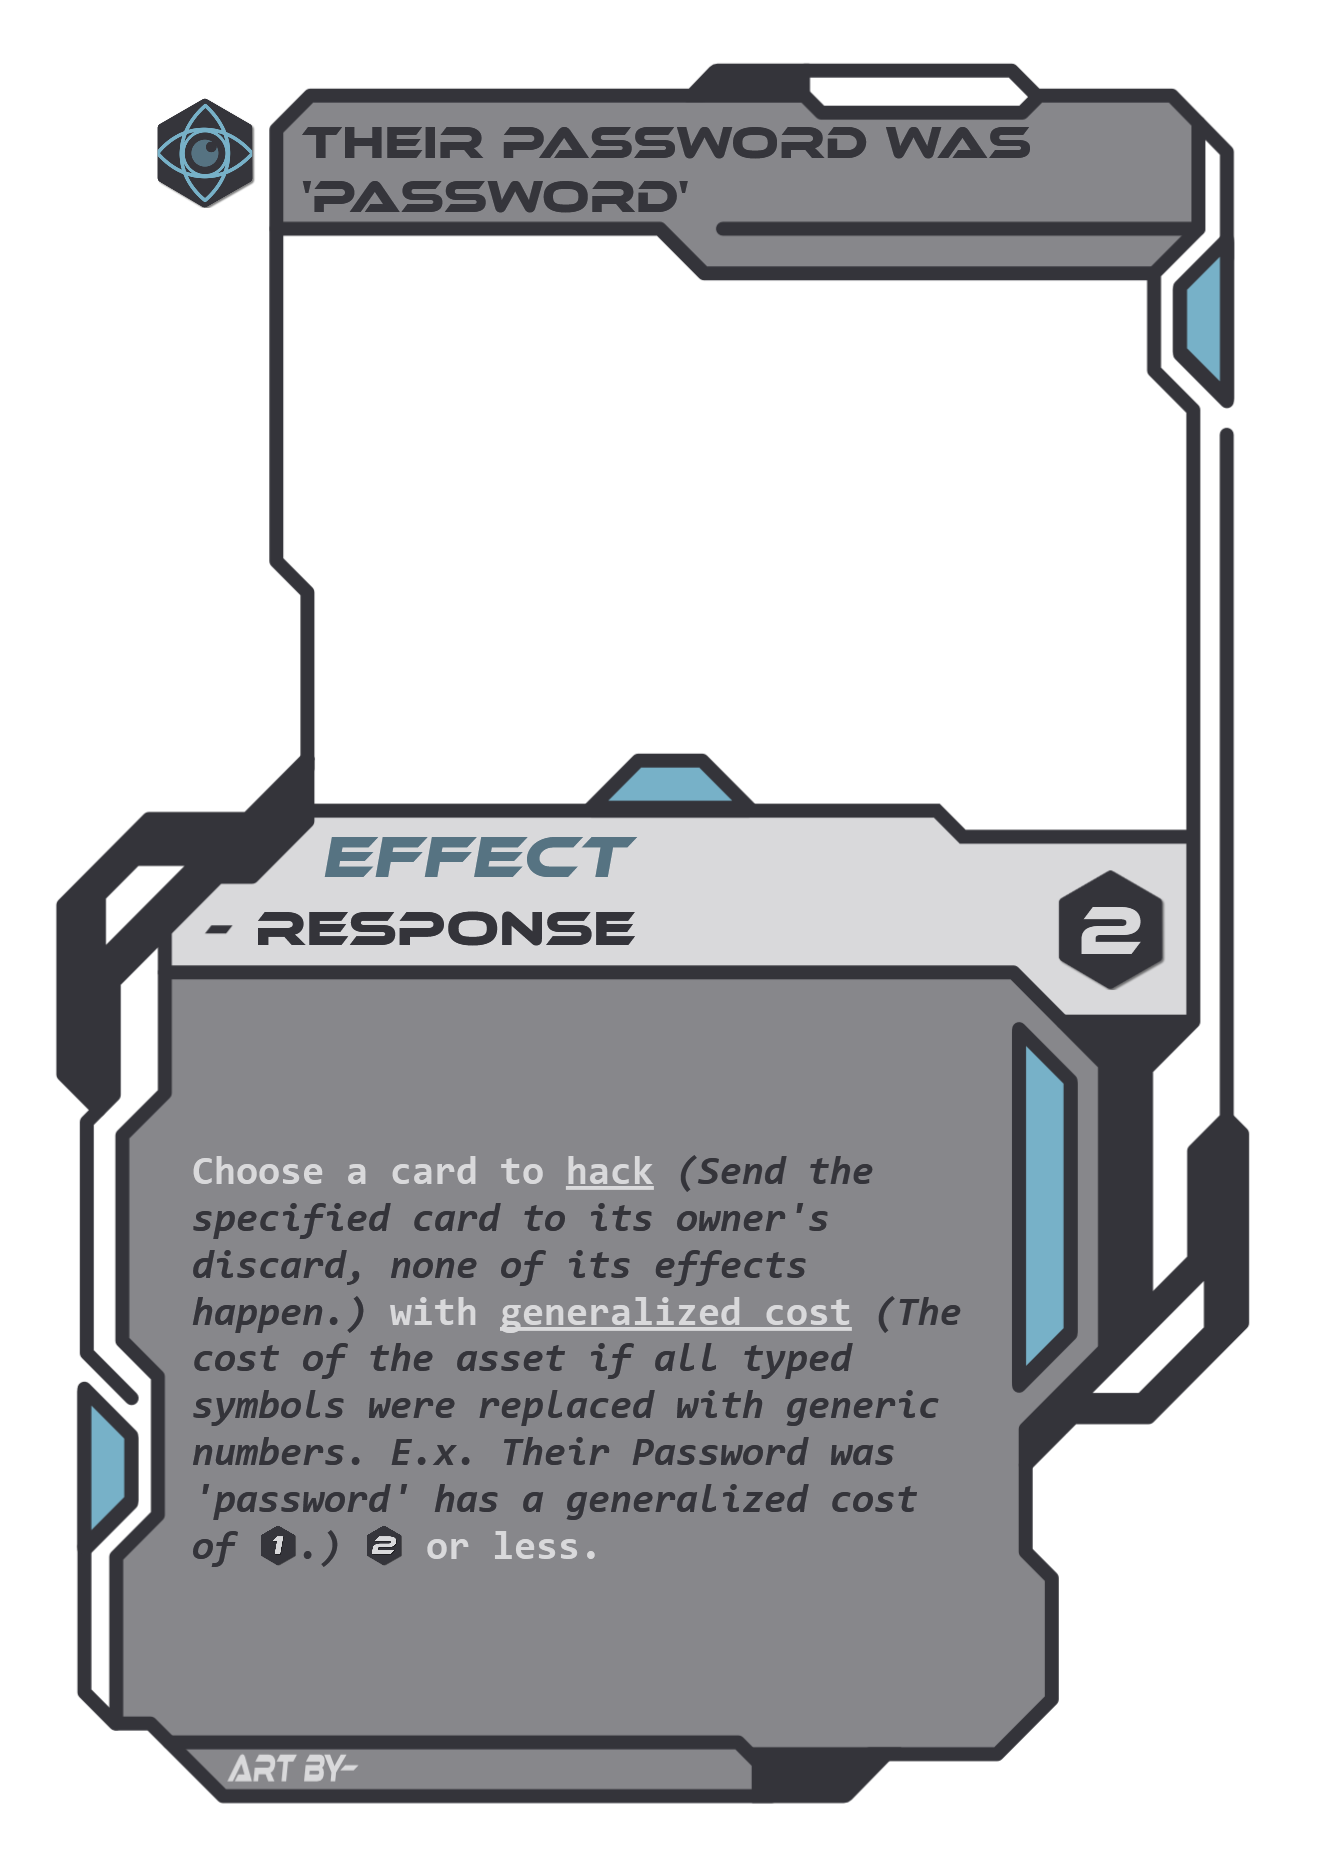 THEIR PASSWORD WAS
'PASSWORD'
EFFECT
- RESPONSE
2
Choose a card to hack (Send the
specified card to its owner's
discard, none of its effects
happen.) with generalized cost (The
cost of the asset if all typed
symbols were replaced with generic
numbers. E.x. Their Password was
'password' has a generalized cost
of 1.) 2 or less.
ART BY-